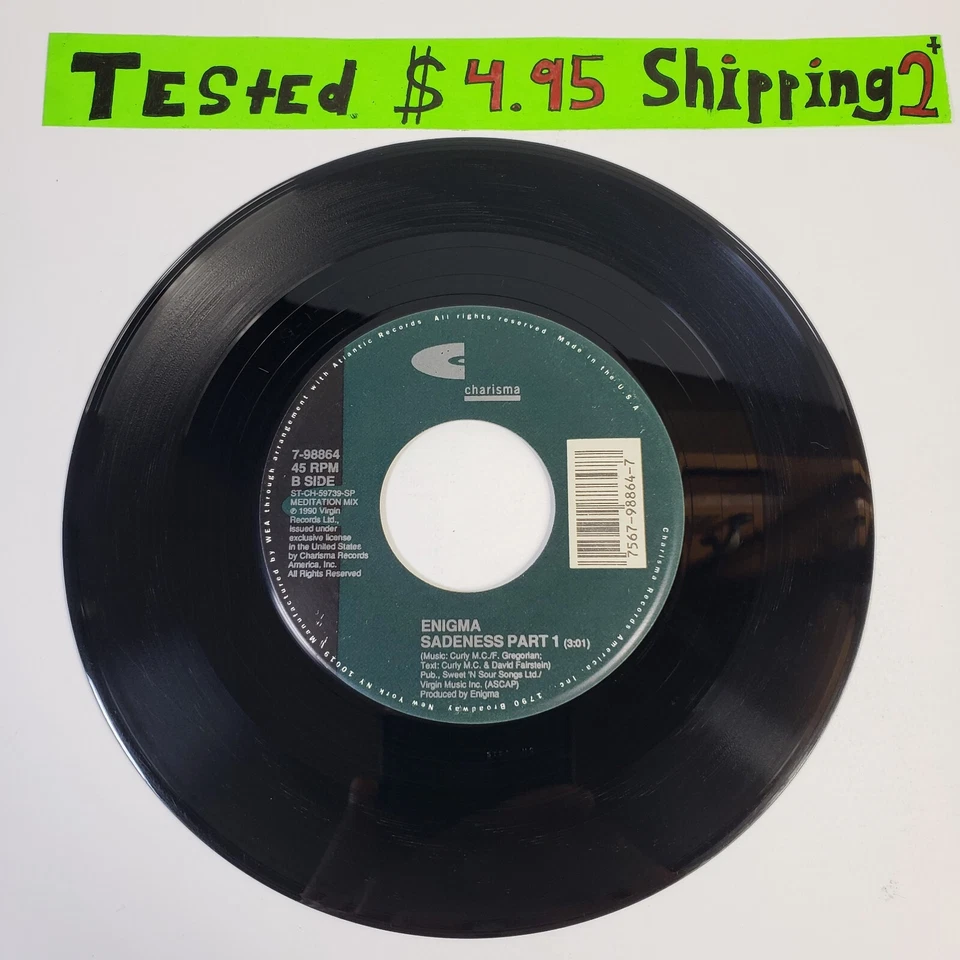 TEStEd $ 4.95 Shipping 2+
charisma
7-98864
45 RPM
B SIDE
ST-CH-59739-SP
MEDITATION MIX
℗ 1990 Virgin
Records Ltd.,
issued under
exclusive license
in the United States
by Charisma Records
America, Inc.
All Rights Reserved
7567-98864-7
ENIGMA
SADENESS PART 1 (3:01)
(Music: Curly M.C./F. Gregorian;
Text: Curly M.C. & David Fairstein)
Pub., Sweet 'N Sour Songs Ltd./
Virgin Music Inc. (ASCAP)
Produced by Enigma
Manufactured by WEA through arrangement with Atlantic Records All rights reserved Made in the U.S.A
Charisma Records America, Inc. 1790 Broadway New York NY 10019